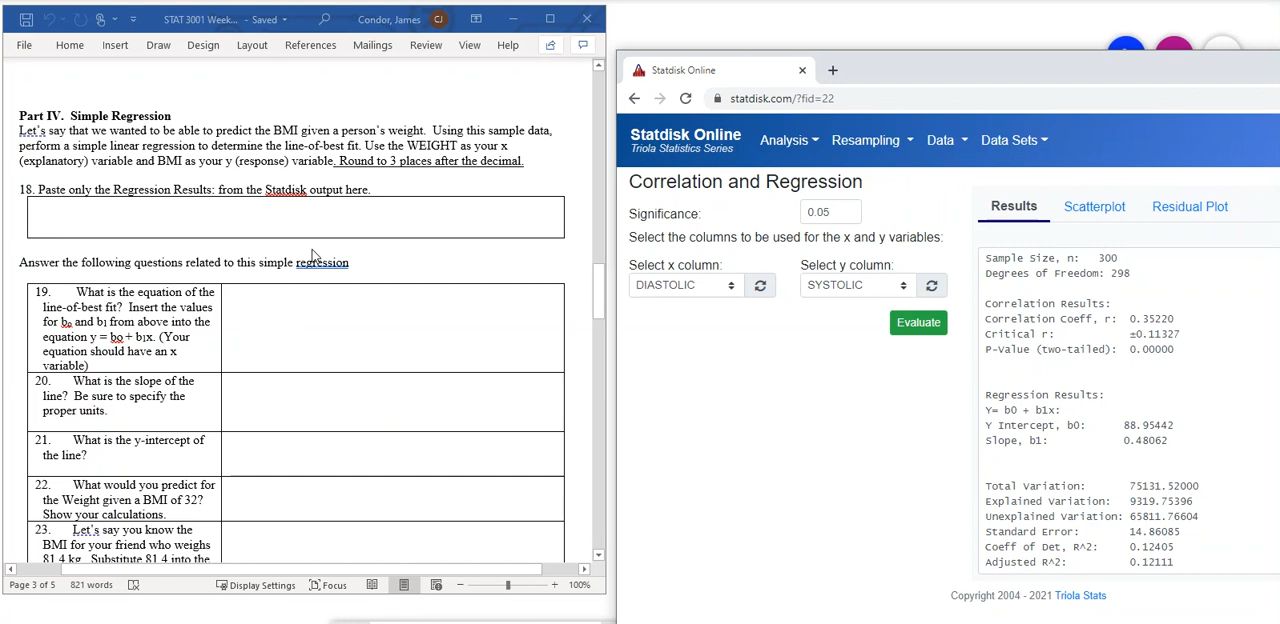 STAT 3001 Week... - Saved
Condor, James CJ
File Home Insert Draw Design Layout References Mailings Review View Help
Part IV. Simple Regression
Let's say that we wanted to be able to predict the BMI given a person's weight. Using this sample data,
perform a simple linear regression to determine the line-of-best fit. Use the WEIGHT as your x
(explanatory) variable and BMI as your y (response) variable. Round to 3 places after the decimal.
18. Paste only the Regression Results: from the Statdisk output here.
Answer the following questions related to this simple regression
19. What is the equation of the
line-of-best fit? Insert the values
for bo and b1 from above into the
equation y = bo + b1x. (Your
equation should have an x
variable)
20. What is the slope of the
line? Be sure to specify the
proper units.
21. What is the y-intercept of
the line?
22. What would you predict for
the Weight given a BMI of 32?
Show your calculations.
23. Let's say you know the
BMI for your friend who weighs
81.4 kg. Substitute 81.4 into the
Page 3 of 5 821 words Display Settings Focus 100%
Statdisk Online
statdisk.com/?fid=22
Statdisk Online
Triola Statistics Series
Analysis Resampling Data Data Sets
Correlation and Regression
Significance: 0.05
Select the columns to be used for the x and y variables:
Select x column: Select y column:
DIASTOLIC SYSTOLIC
Evaluate
Results Scatterplot Residual Plot
Sample Size, n: 300
Degrees of Freedom: 298
Correlation Results:
Correlation Coeff, r: 0.35220
Critical r: ±0.11327
P-Value (two-tailed): 0.00000
Regression Results:
Y= b0 + b1x:
Y Intercept, b0: 88.95442
Slope, b1: 0.48062
Total Variation: 75131.52000
Explained Variation: 9319.75396
Unexplained Variation: 65811.76604
Standard Error: 14.86085
Coeff of Det, R^2: 0.12405
Adjusted R^2: 0.12111
Copyright 2004 - 2021 Triola Stats